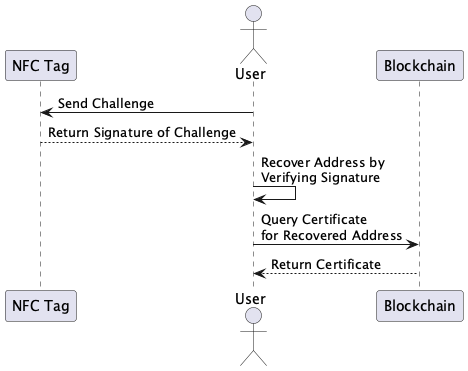 NFC Tag
User
Blockchain
Send Challenge
Return Signature of Challenge
Recover Address by
Verifying Signature
Query Certificate
for Recovered Address
Return Certificate
NFC Tag
User
Blockchain